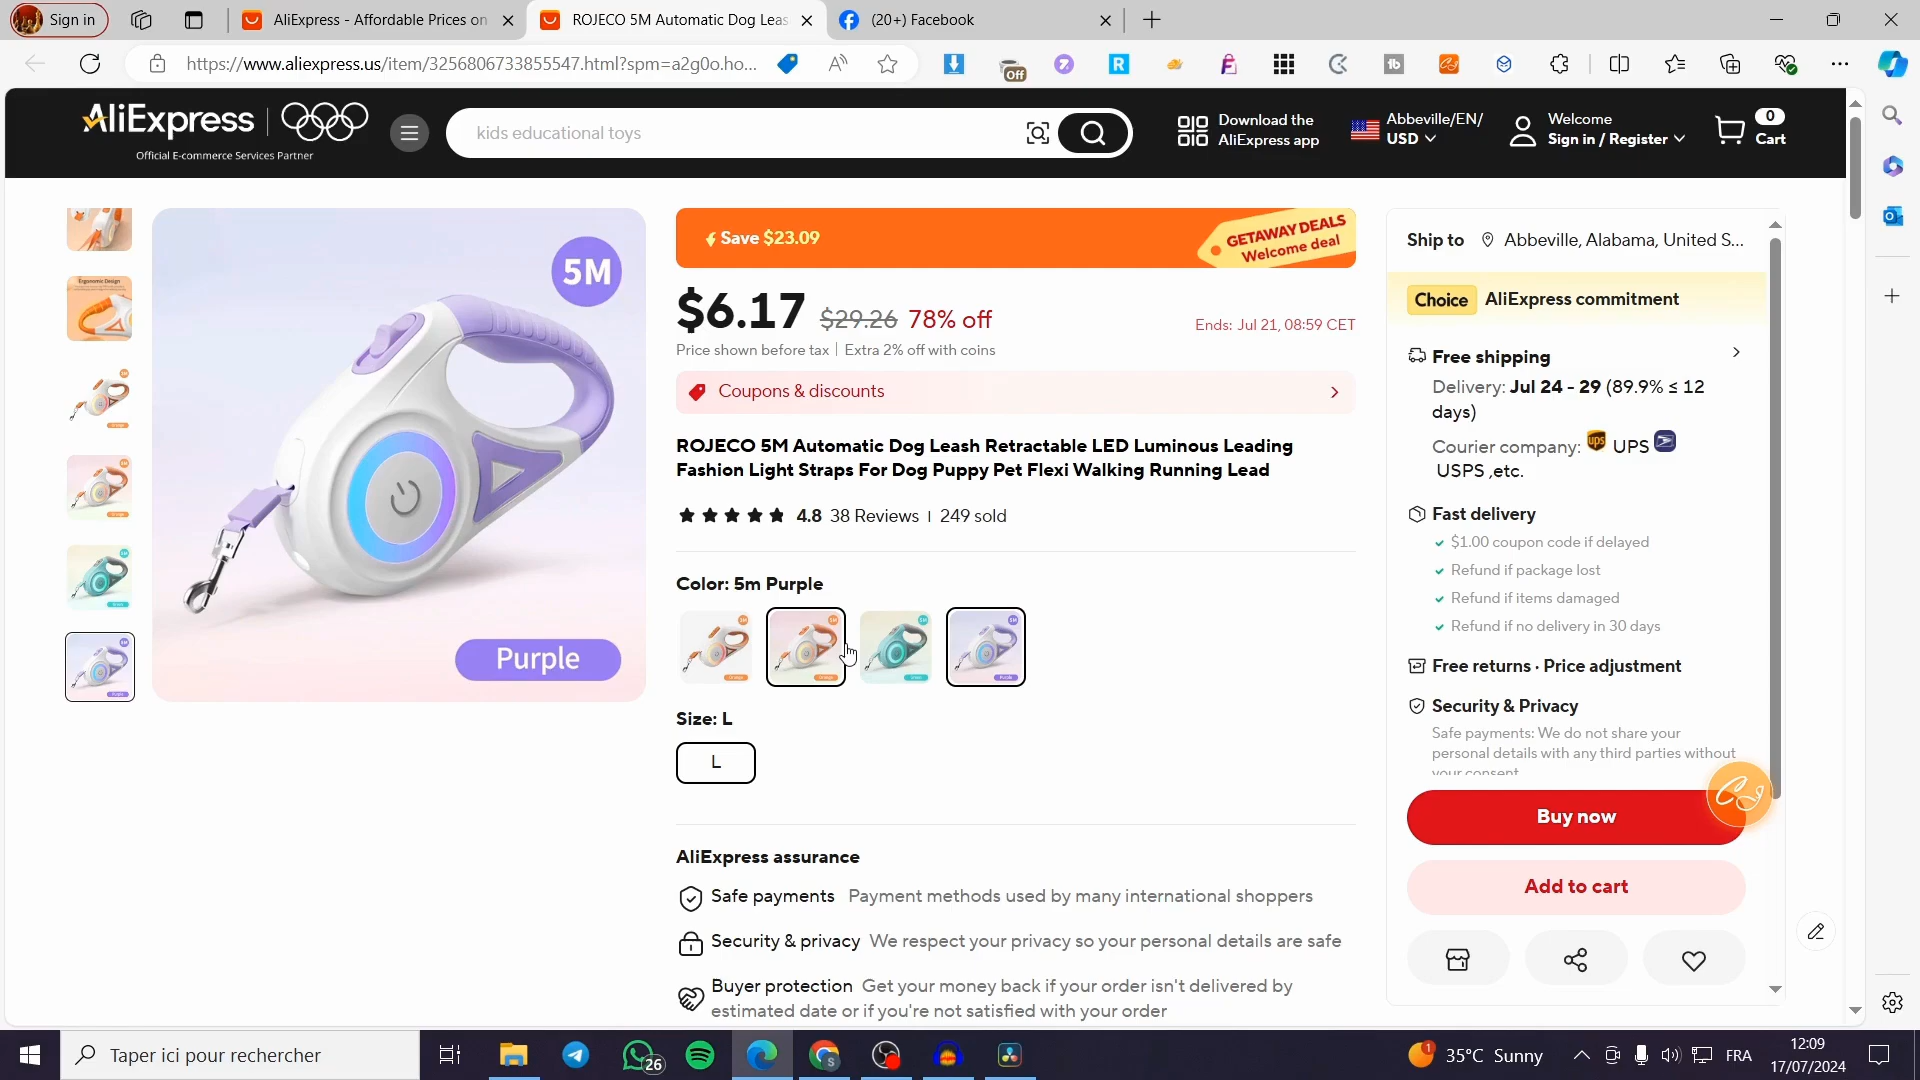 Sign in
AliExpress - Affordable Prices on
ROJECO 5M Automatic Dog Leas
(20+) Facebook
https://www.aliexpress.us/item/3256806733855547.html?spm=a2g0o.ho...
Off
AliExpress
Official E-commerce Services Partner
kids educational toys
Download the
AliExpress app
Abbeville/EN/
USD
Welcome
Sign in / Register
0
Cart
Ergonomic Design
5M
Purple
Save $23.09
GETAWAY DEALS
Welcome deal
$6.17 $29.26 78% off
Ends: Jul 21, 08:59 CET
Price shown before tax | Extra 2% off with coins
Coupons & discounts
ROJECO 5M Automatic Dog Leash Retractable LED Luminous Leading
Fashion Light Straps For Dog Puppy Pet Flexi Walking Running Lead
4.8 38 Reviews | 249 sold
Color: 5m Purple
Size: L
L
AliExpress assurance
Safe payments Payment methods used by many international shoppers
Security & privacy We respect your privacy so your personal details are safe
Buyer protection Get your money back if your order isn't delivered by
estimated date or if you're not satisfied with your order
Ship to Abbeville, Alabama, United S...
Choice AliExpress commitment
Free shipping
Delivery: Jul 24 - 29 (89.9% ≤ 12
days)
Courier company: UPS
USPS ,etc.
Fast delivery
$1.00 coupon code if delayed
Refund if package lost
Refund if items damaged
Refund if no delivery in 30 days
Free returns · Price adjustment
Security & Privacy
Safe payments: We do not share your
personal details with any third parties without
your consent
Buy now
Add to cart
Taper ici pour rechercher
26
35°C Sunny
FRA
12:09
17/07/2024